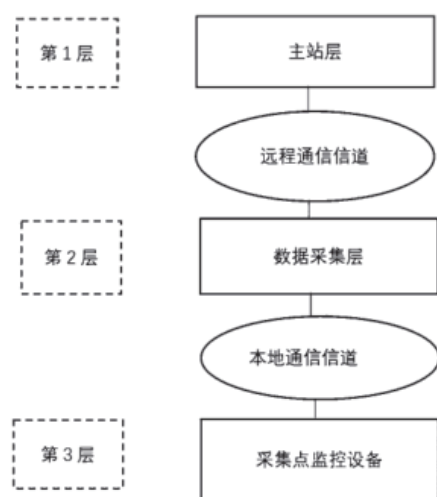 第1层
主站层
远程通信信道
第2层
数据采集层
本地通信信道
第3层
采集点监控设备